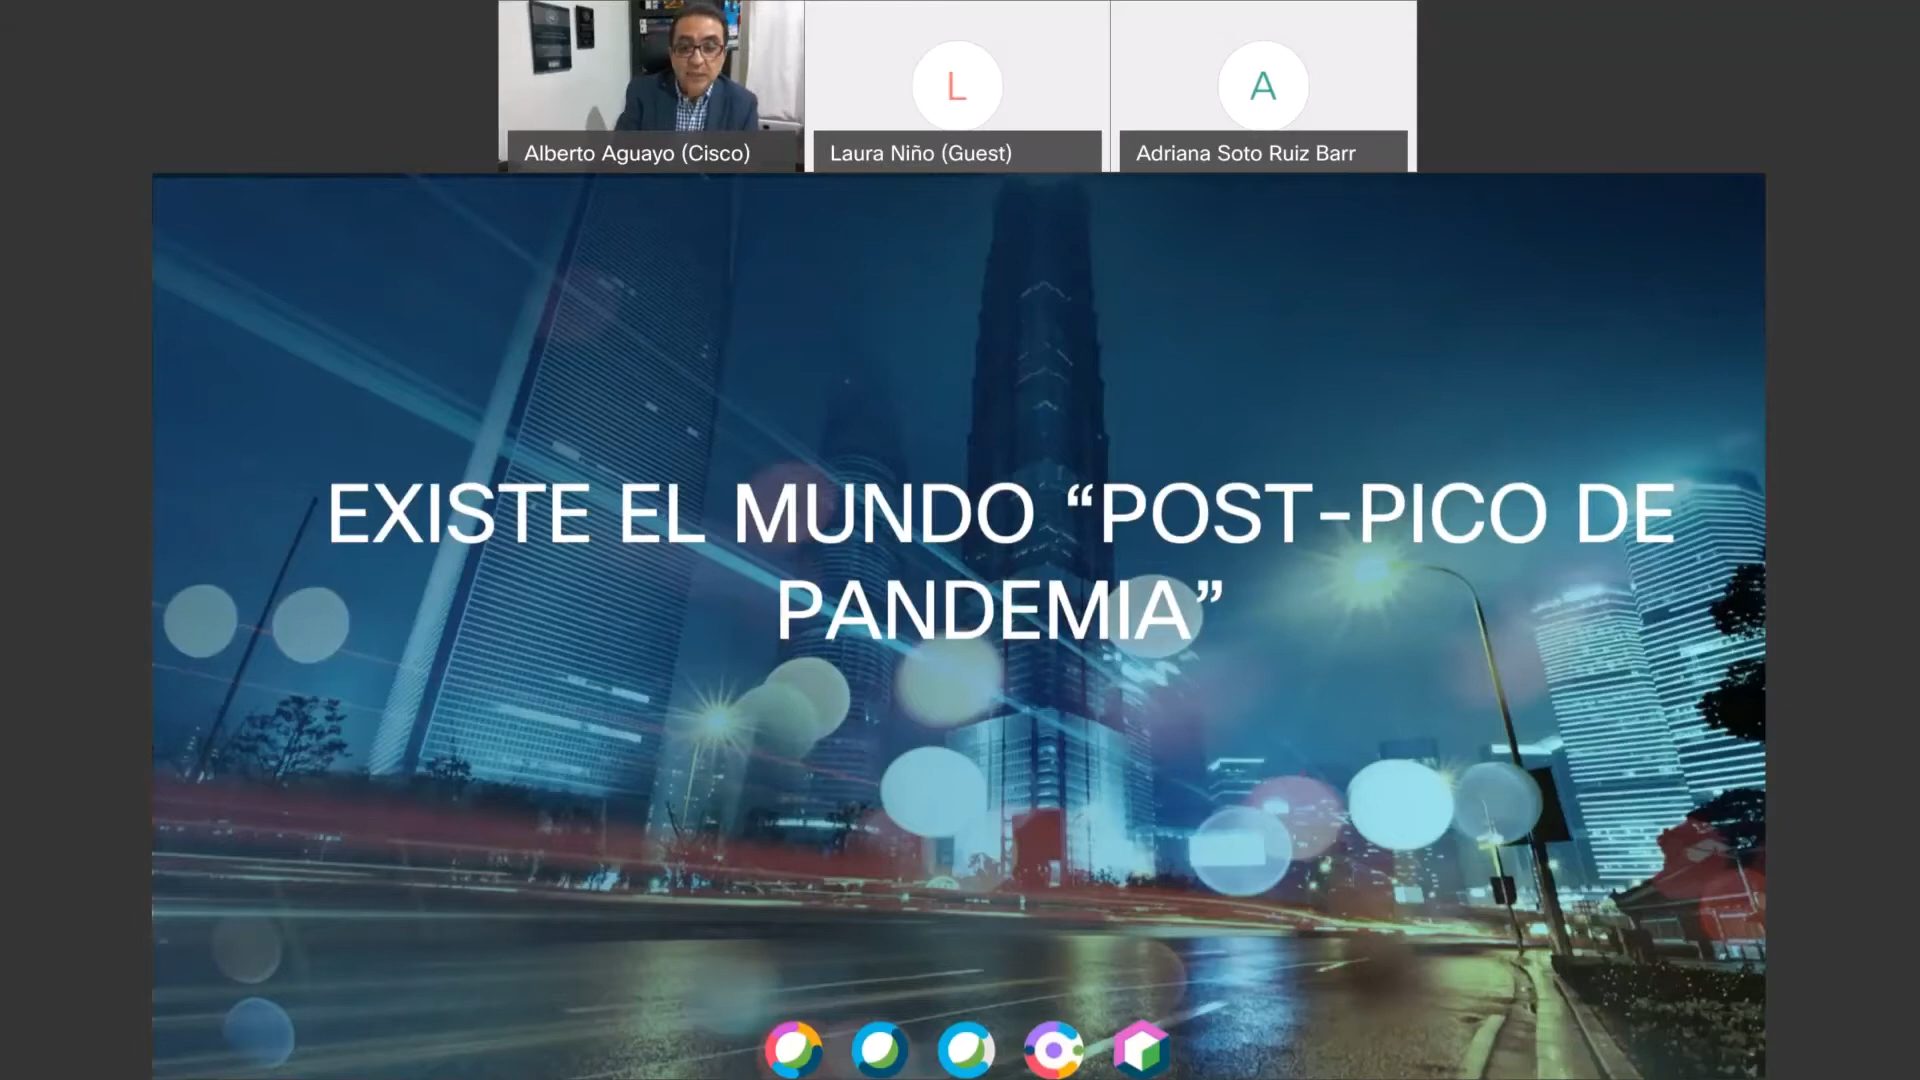 L
A
Alberto Aguayo (Cisco)
Laura Niño (Guest)
Adriana Soto Ruiz Barr
EXISTE EL MUNDO “POST-PICO DE
PANDEMIA”